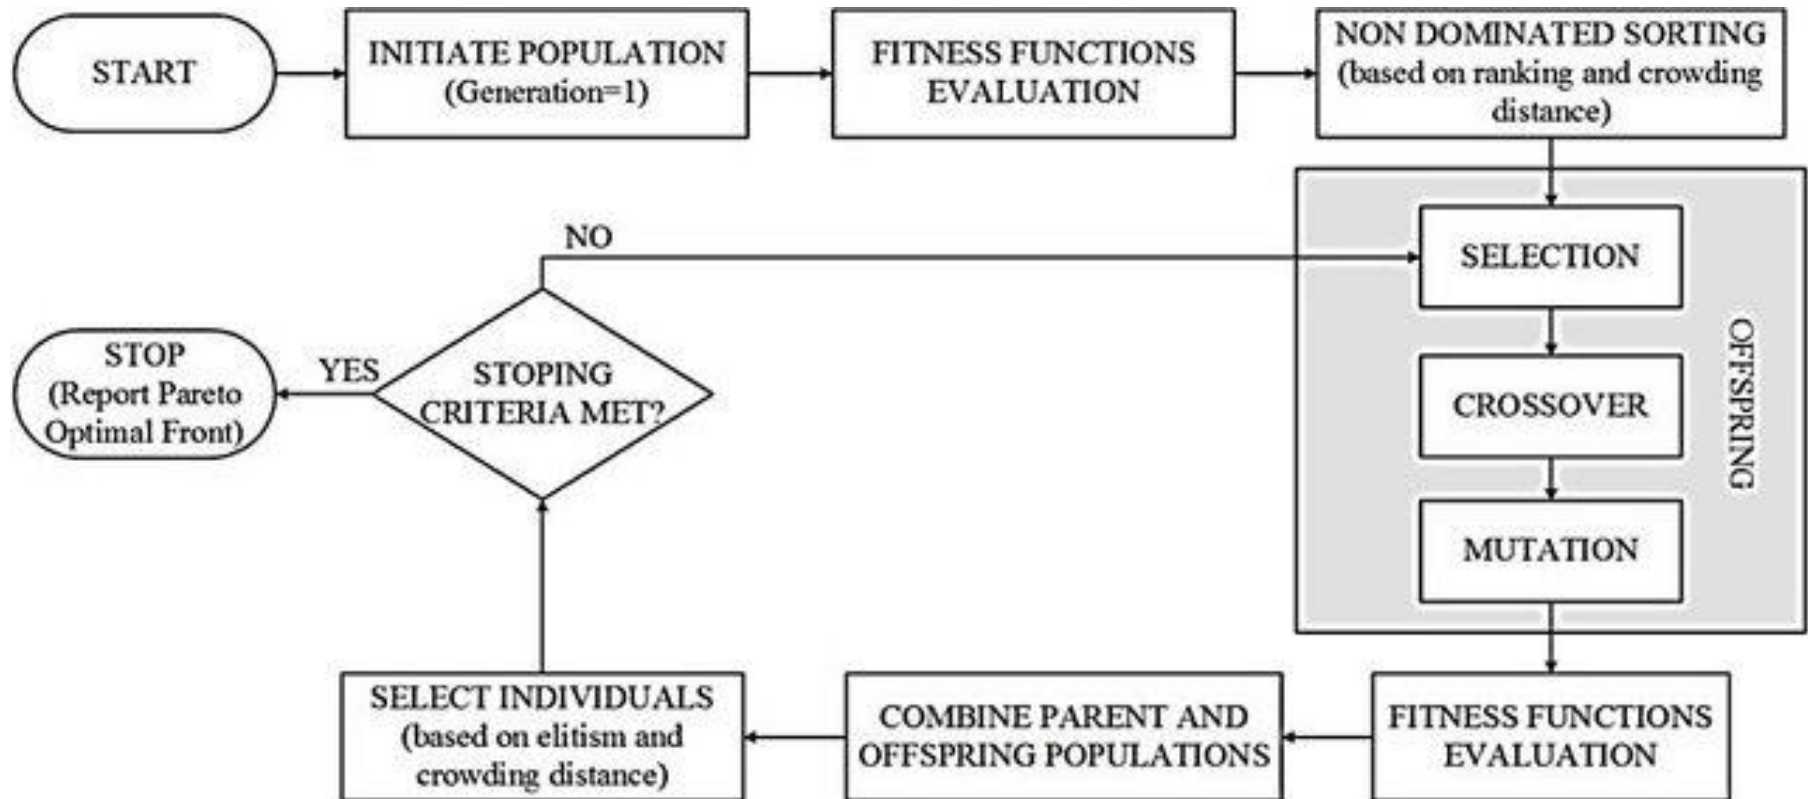 START
INITIATE POPULATION
(Generation=1)
FITNESS FUNCTIONS
EVALUATION
NON DOMINATED SORTING
(based on ranking and crowding
distance)
NO
SELECTION
CROSSOVER
MUTATION
OFFSPRING
STOP
(Report Pareto
Optimal Front)
YES
STOPING
CRITERIA MET?
SELECT INDIVIDUALS
(based on elitism and
crowding distance)
COMBINE PARENT AND
OFFSPRING POPULATIONS
FITNESS FUNCTIONS
EVALUATION